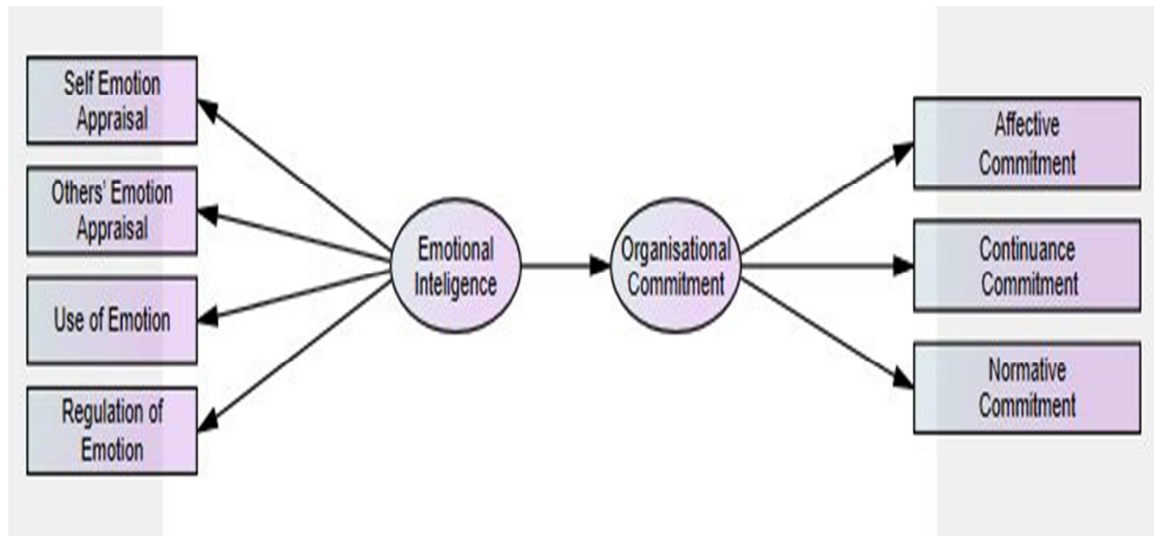 Self Emotion
Appraisal
Others' Emotion
Appraisal
Use of Emotion
Regulation of
Emotion
Emotional
Inteligence
Organisational
Commitment
Affective
Commitment
Continuance
Commitment
Normative
Commitment